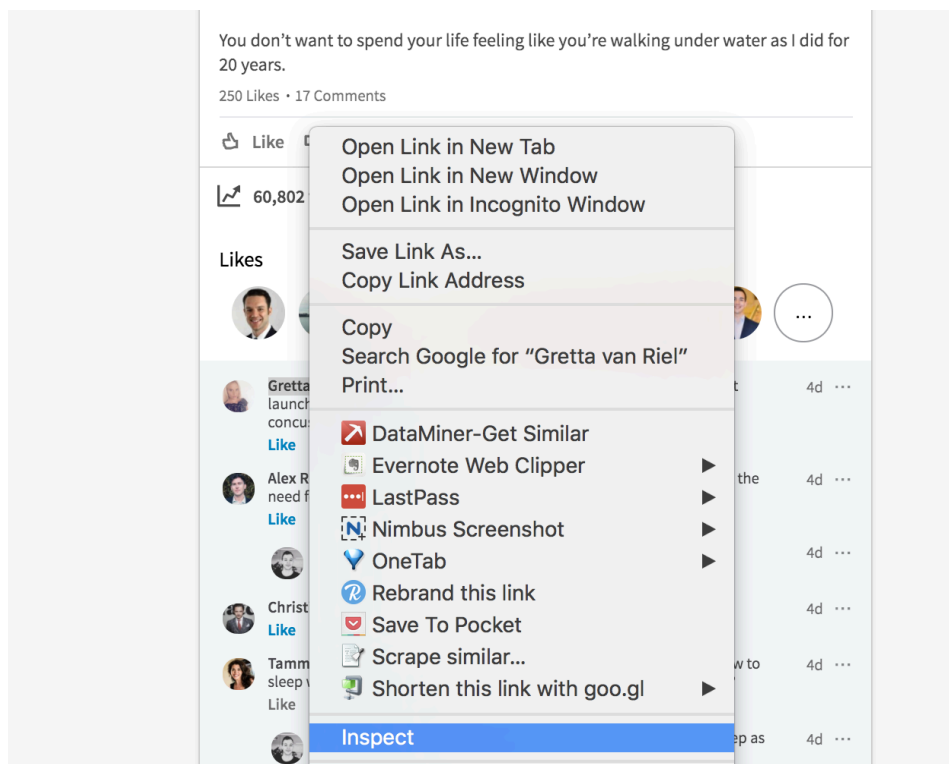 You don’t want to spend your life feeling like you’re walking under water as I did for
20 years.
250 Likes • 17 Comments
Like
60,802
Likes
...
Open Link in New Tab
Open Link in New Window
Open Link in Incognito Window
Save Link As...
Copy Link Address
Copy
Search Google for “Gretta van Riel”
Print...
DataMiner-Get Similar
Evernote Web Clipper
LastPass
Nimbus Screenshot
OneTab
Rebrand this link
Save To Pocket
Scrape similar...
Shorten this link with goo.gl
Inspect
Gretta 4d ...
launch
Like
Alex R the 4d ...
need f
Like
4d ...
Christ 4d ...
Like
Tamm w to 4d ...
sleep
Like
ep as 4d ...